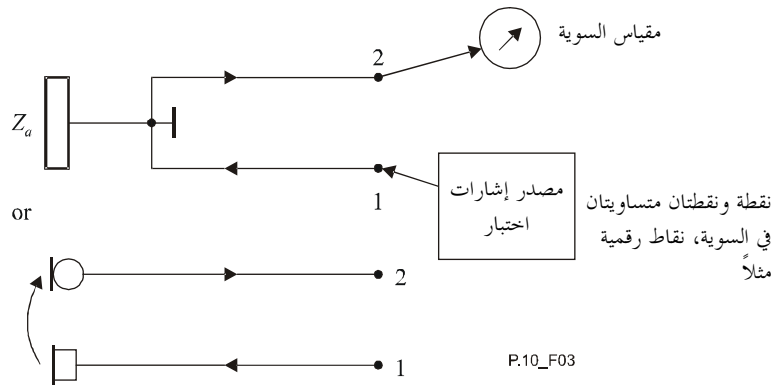 مقياس السوية
2
Z_a
1
مصدر إشارات
اختبار
نقطة ونقطتان متساويتان
في السوية، نقاط رقمية
مثلاً
or
2
1
P.10_F03